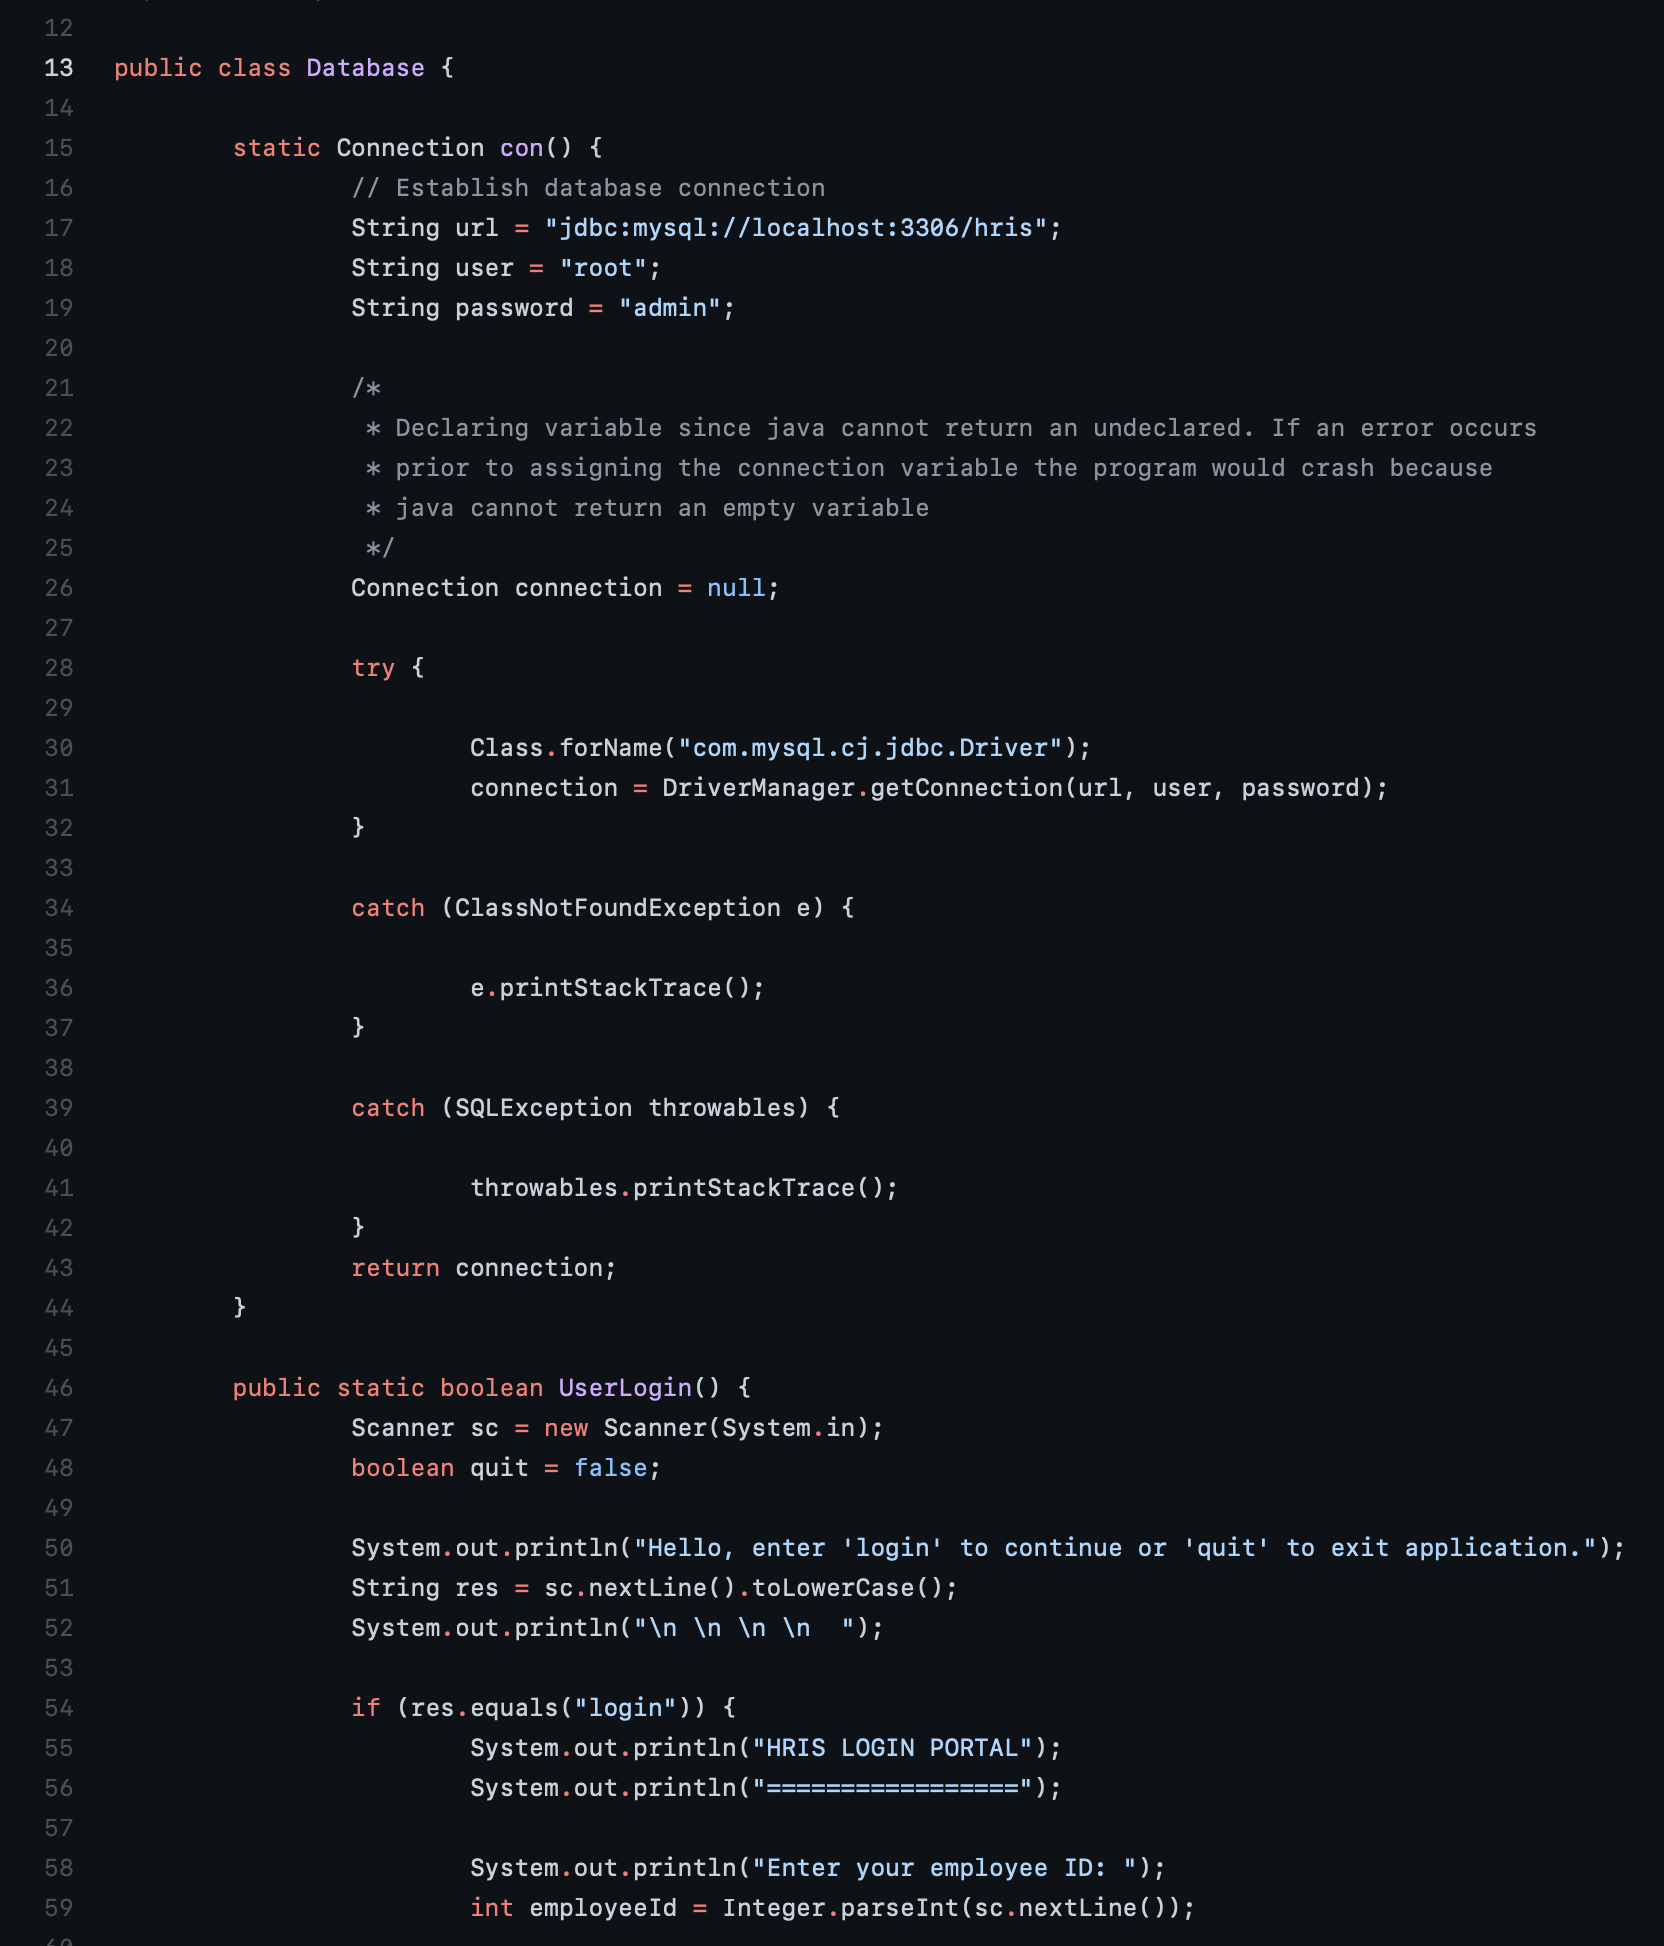 12
13 public class Database {
14
15 static Connection con() {
16 // Establish database connection
17 String url = "jdbc:mysql://localhost:3306/hris";
18 String user = "root";
19 String password = "admin";
20
21 /*
22 * Declaring variable since java cannot return an undeclared. If an error occurs
23 * prior to assigning the connection variable the program would crash because
24 * java cannot return an empty variable
25 */
26 Connection connection = null;
27
28 try {
29
30 Class.forName("com.mysql.cj.jdbc.Driver");
31 connection = DriverManager.getConnection(url, user, password);
32 }
33
34 catch (ClassNotFoundException e) {
35
36 e.printStackTrace();
37 }
38
39 catch (SQLException throwables) {
40
41 throwables.printStackTrace();
42 }
43 return connection;
44 }
45
46 public static boolean UserLogin() {
47 Scanner sc = new Scanner(System.in);
48 boolean quit = false;
49
50 System.out.println("Hello, enter 'login' to continue or 'quit' to exit application.");
51 String res = sc.nextLine().toLowerCase();
52 System.out.println("\n \n \n \n  ");
53
54 if (res.equals("login")) {
55 System.out.println("HRIS LOGIN PORTAL");
56 System.out.println("=================");
57
58 System.out.println("Enter your employee ID: ");
59 int employeeId = Integer.parseInt(sc.nextLine());